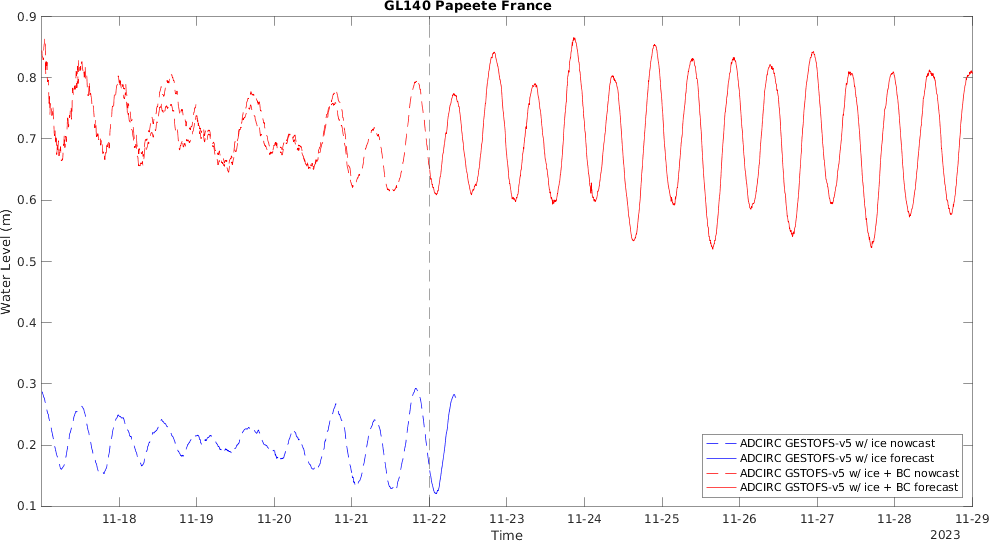 GL140 Papeete France
0.9
0.8
0.7
0.6
0.5
0.4
0.3
0.2
0.1
Water Level (m)
ADCIRC GESTOFS-v5 w/ ice nowcast
ADCIRC GESTOFS-v5 w/ ice forecast
ADCIRC GSTOFS-v5 w/ ice + BC nowcast
ADCIRC GSTOFS-v5 w/ ice + BC forecast
11-18 11-19 11-20 11-21 11-22 11-23 11-24 11-25 11-26 11-27 11-28 11-29
Time
2023